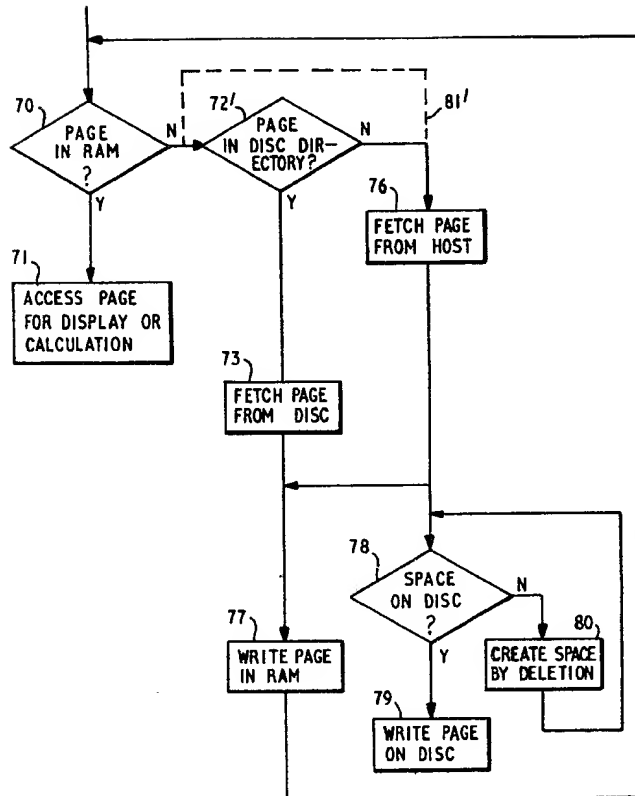 70
PAGE
IN RAM
?
N
Y
72'
PAGE
IN DISC DIR-
ECTORY?
N
Y
81'
76
FETCH PAGE
FROM HOST
71
ACCESS PAGE
FOR DISPLAY OR
CALCULATION
73
FETCH PAGE
FROM DISC
78
SPACE
ON DISC
?
N
Y
77
WRITE PAGE
IN RAM
80
CREATE SPACE
BY DELETION
79
WRITE PAGE
ON DISC